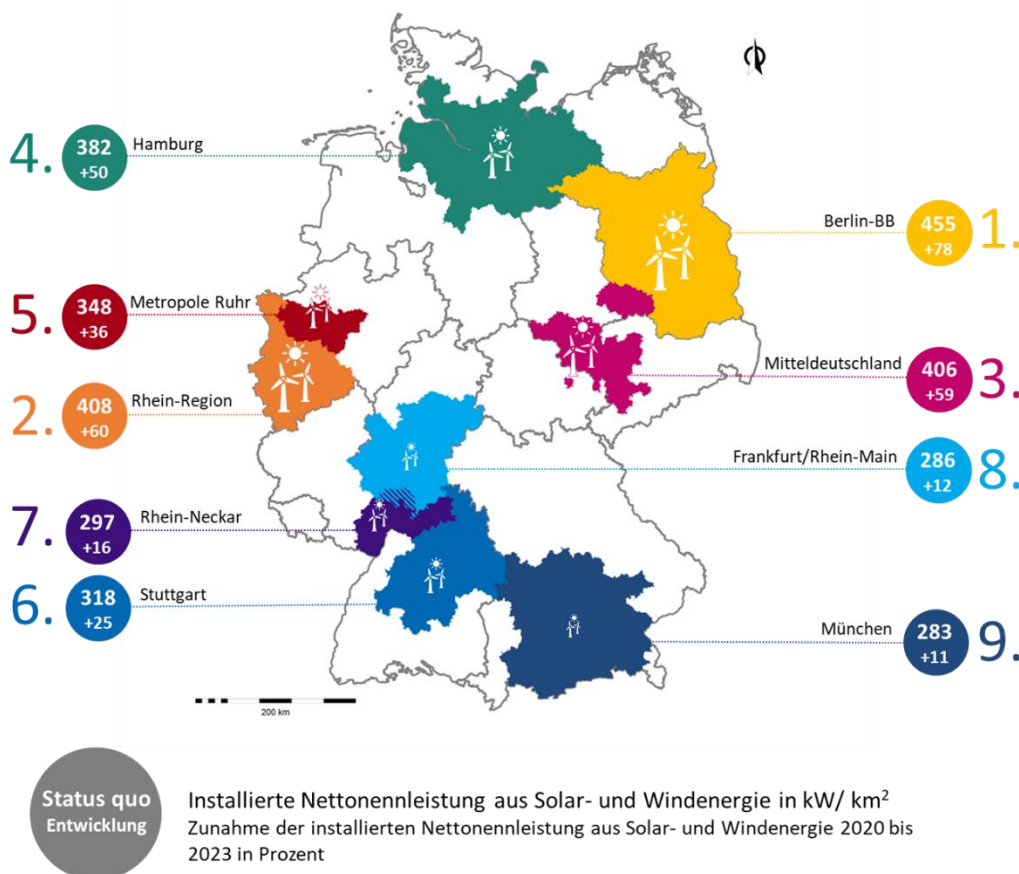 4.
382
+50
Hamburg
Berlin-BB
455
+78
1.
5.
348
+36
Metropole Ruhr
Mitteldeutschland
406
+59
3.
2.
408
+60
Rhein-Region
Frankfurt/Rhein-Main
286
+12
8.
7.
297
+16
Rhein-Neckar
6.
318
+25
Stuttgart
München
283
+11
9.
200 km
Status quo
Entwicklung
Installierte Nettonennleistung aus Solar- und Windenergie in kW/ km²
Zunahme der installierten Nettonennleistung aus Solar- und Windenergie 2020 bis
2023 in Prozent